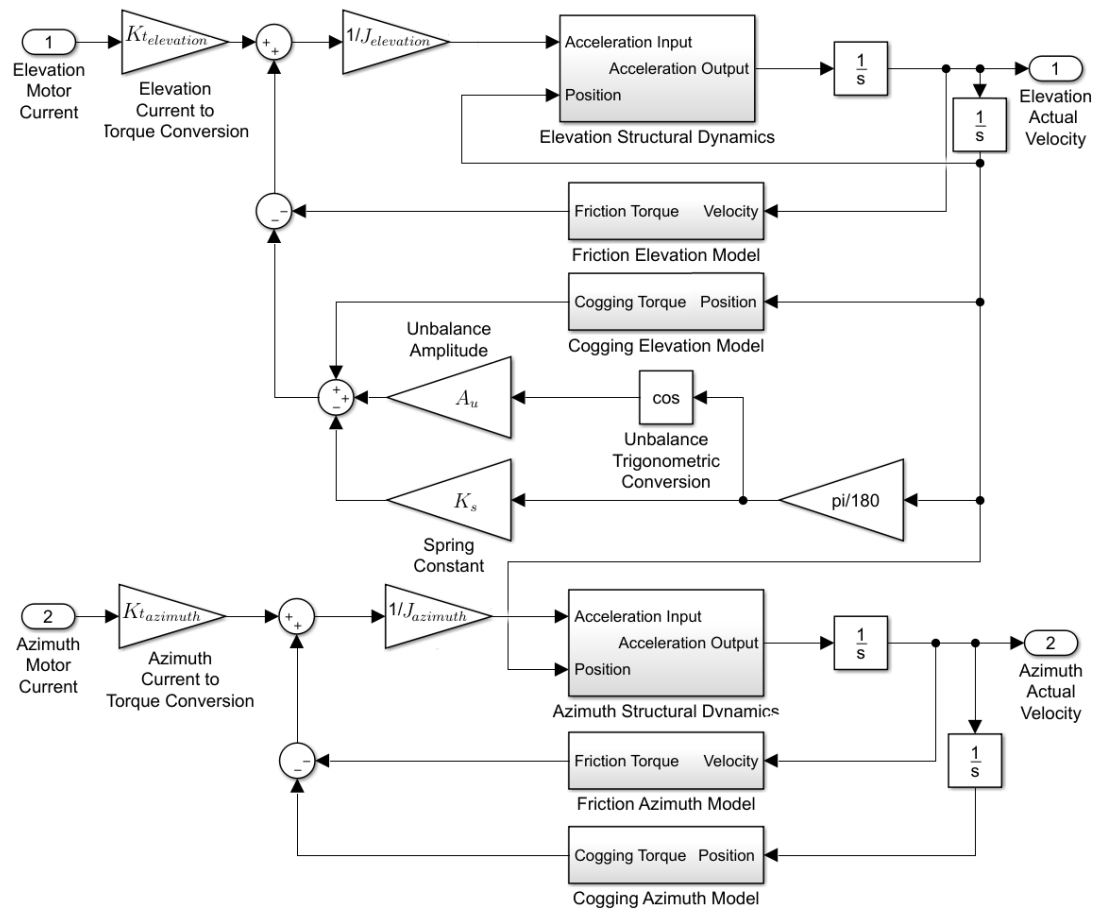 1
Elevation
Motor
Current
Kt_elevation
Elevation
Current to
Torque Conversion
+
+
1/J_elevation
Acceleration Input
Acceleration Output
Position
Elevation Structural Dynamics
1
s
1
s
1
Elevation
Actual
Velocity
−
−
Friction Torque Velocity
Friction Elevation Model
Cogging Torque Position
Cogging Elevation Model
Unbalance
Amplitude
+
+
−
A_u
cos
Unbalance
Trigonometric
Conversion
K_s
Spring
Constant
pi/180
2
Azimuth
Motor
Current
Kt_azimuth
Azimuth
Current to
Torque Conversion
+
+
1/J_azimuth
Acceleration Input
Acceleration Output
Position
Azimuth Structural Dynamics
1
s
1
s
2
Azimuth
Actual
Velocity
−
−
Friction Torque Velocity
Friction Azimuth Model
Cogging Torque Position
Cogging Azimuth Model